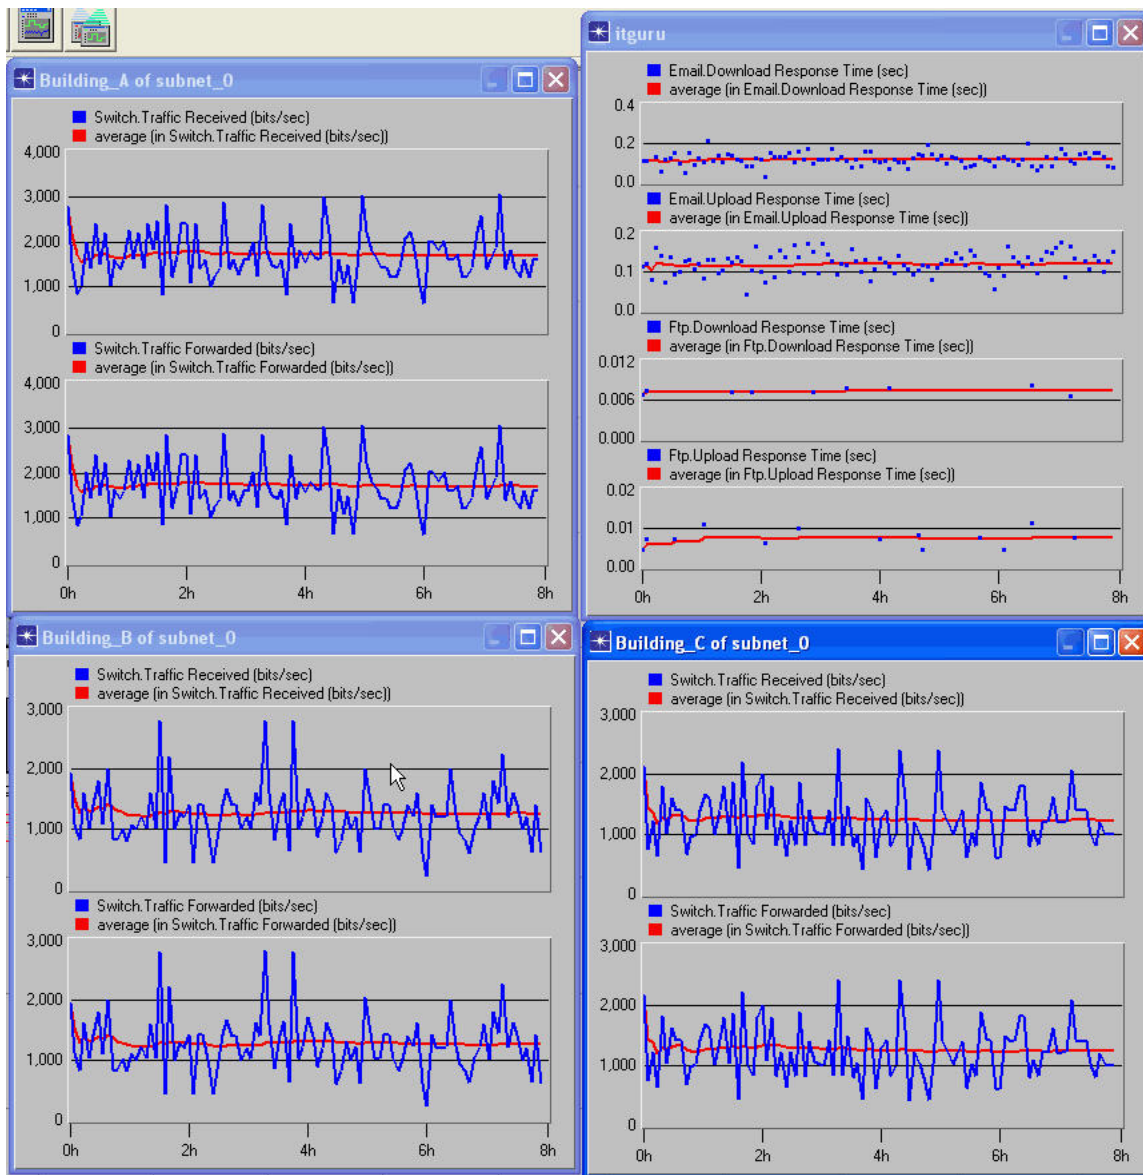 Building_A of subnet_0
Switch.Traffic Received (bits/sec)
average (in Switch.Traffic Received (bits/sec))
4,000
3,000
2,000
1,000
0
Switch.Traffic Forwarded (bits/sec)
average (in Switch.Traffic Forwarded (bits/sec))
4,000
3,000
2,000
1,000
0
0h 2h 4h 6h 8h
itguru
Email.Download Response Time (sec)
average (in Email.Download Response Time (sec))
0.4
0.2
0.0
Email.Upload Response Time (sec)
average (in Email.Upload Response Time (sec))
0.2
0.1
0.0
Ftp.Download Response Time (sec)
average (in Ftp.Download Response Time (sec))
0.012
0.006
0.000
Ftp.Upload Response Time (sec)
average (in Ftp.Upload Response Time (sec))
0.02
0.01
0.00
0h 2h 4h 6h 8h
Building_B of subnet_0
Switch.Traffic Received (bits/sec)
average (in Switch.Traffic Received (bits/sec))
3,000
2,000
1,000
0
Switch.Traffic Forwarded (bits/sec)
average (in Switch.Traffic Forwarded (bits/sec))
3,000
2,000
1,000
0
0h 2h 4h 6h 8h
Building_C of subnet_0
Switch.Traffic Received (bits/sec)
average (in Switch.Traffic Received (bits/sec))
3,000
2,000
1,000
0
Switch.Traffic Forwarded (bits/sec)
average (in Switch.Traffic Forwarded (bits/sec))
3,000
2,000
1,000
0
0h 2h 4h 6h 8h